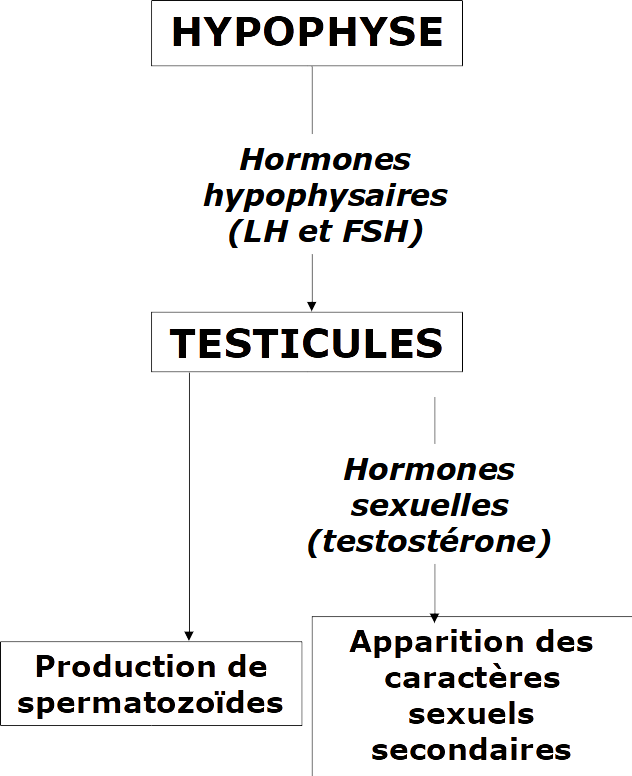 HYPOPHYSE
Hormones
hypophysaires
(LH et FSH)
TESTICULES
Hormones
sexuelles
(testostérone)
Production de
spermatozoïdes
Apparition des
caractères
sexuels
secondaires